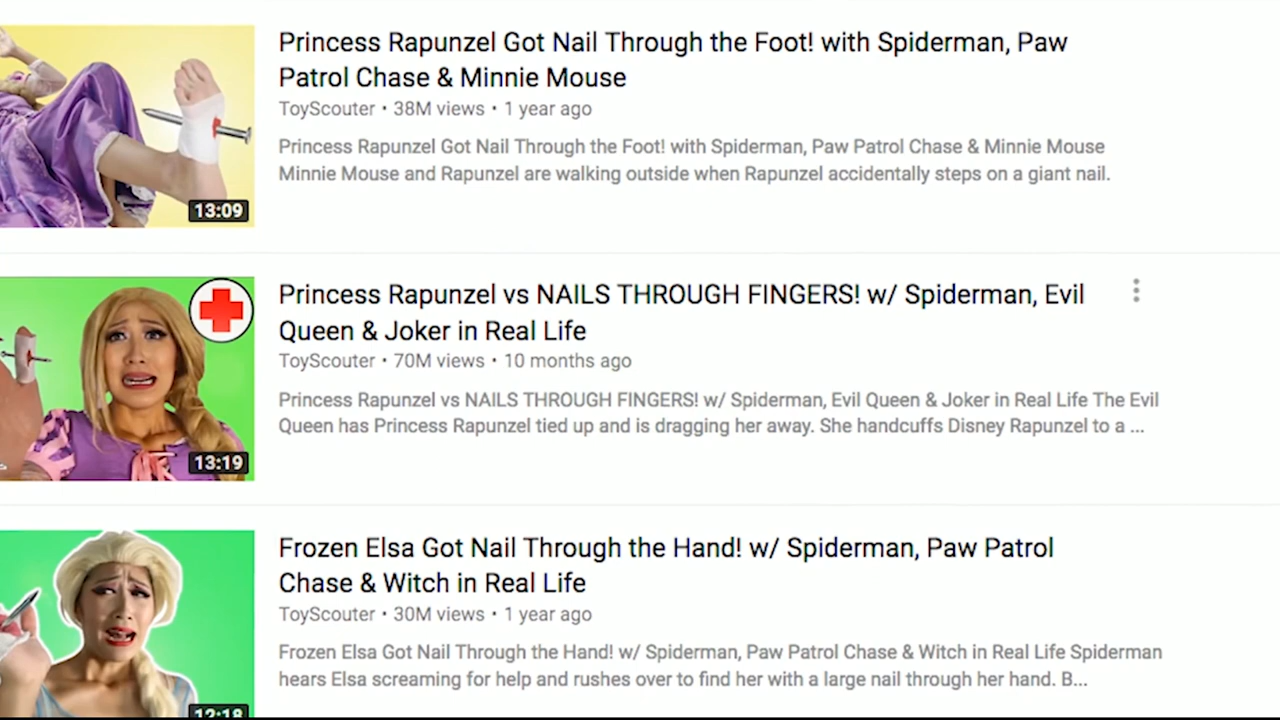 Princess Rapunzel Got Nail Through the Foot! with Spiderman, Paw
Patrol Chase & Minnie Mouse
ToyScouter • 38M views • 1 year ago
Princess Rapunzel Got Nail Through the Foot! with Spiderman, Paw Patrol Chase & Minnie Mouse
Minnie Mouse and Rapunzel are walking outside when Rapunzel accidentally steps on a giant nail.
13:09
Princess Rapunzel vs NAILS THROUGH FINGERS! w/ Spiderman, Evil
Queen & Joker in Real Life
ToyScouter • 70M views • 10 months ago
Princess Rapunzel vs NAILS THROUGH FINGERS! w/ Spiderman, Evil Queen & Joker in Real Life The Evil
Queen has Princess Rapunzel tied up and is dragging her away. She handcuffs Disney Rapunzel to a ...
13:19
Frozen Elsa Got Nail Through the Hand! w/ Spiderman, Paw Patrol
Chase & Witch in Real Life
ToyScouter • 30M views • 1 year ago
Frozen Elsa Got Nail Through the Hand! w/ Spiderman, Paw Patrol Chase & Witch in Real Life Spiderman
hears Elsa screaming for help and rushes over to find her with a large nail through her hand. B...
12:18